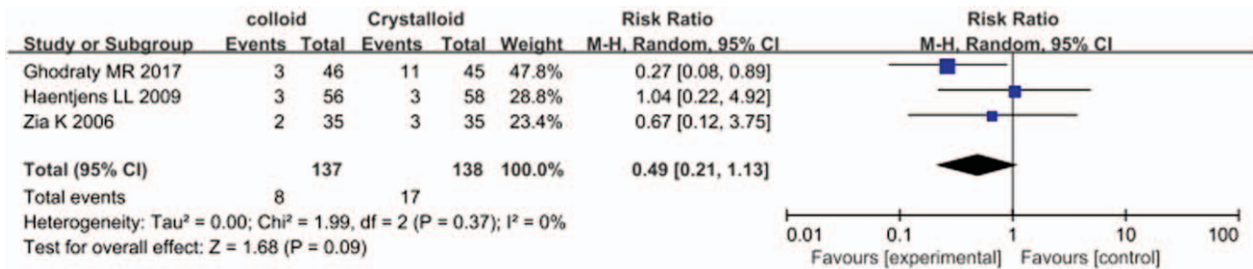 colloid Crystalloid Risk Ratio Risk Ratio
Study or Subgroup Events Total Events Total Weight M-H, Random, 95% CI M-H, Random, 95% CI
Ghodraty MR 2017 3 46 11 45 47.8% 0.27 [0.08, 0.89]
Haentjens LL 2009 3 56 3 58 28.8% 1.04 [0.22, 4.92]
Zia K 2006 2 35 3 35 23.4% 0.67 [0.12, 3.75]
Total (95% CI) 137 138 100.0% 0.49 [0.21, 1.13]
Total events 8 17
Heterogeneity: Tau² = 0.00; Chi² = 1.99, df = 2 (P = 0.37); I² = 0%
Test for overall effect: Z = 1.68 (P = 0.09)
0.01 0.1 1 10 100
Favours [experimental] Favours [control]